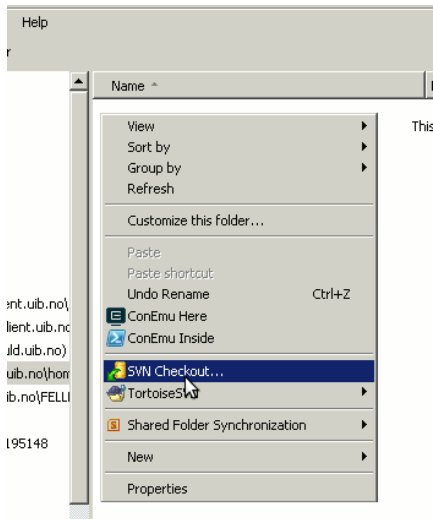 Help
r
Name
View
This
Sort by
Group by
Refresh
Customize this folder...
Paste
Paste shortcut
Undo Rename Ctrl+Z
ent.uib.no\
ConEmu Here
lient.uib.no
ConEmu Inside
uld.uib.no)
SVN Checkout...
uib.no\hom
TortoiseSVN
ib.no\FELL
Shared Folder Synchronization
195148
New
Properties